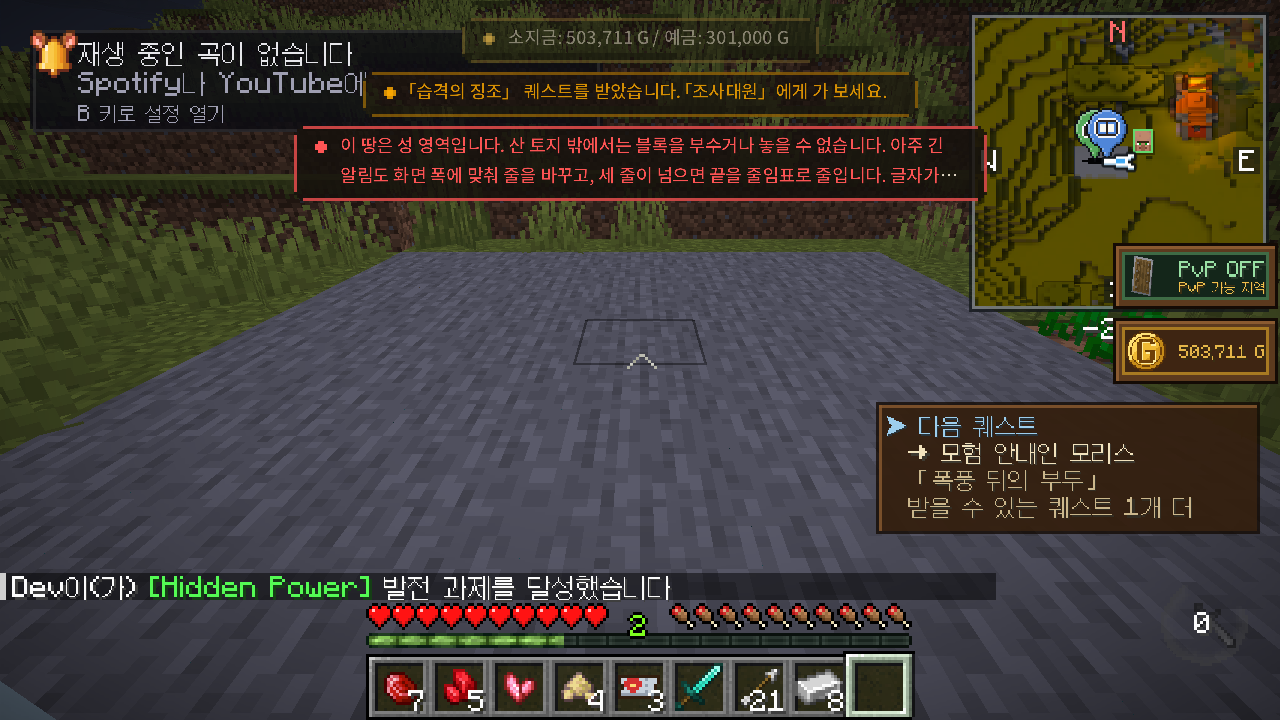 소지금: 503,711 G / 예금: 301,000 G
재생 중인 곡이 없습니다
Spotify나 YouTube에
B 키로 설정 열기
「습격의 징조」 퀘스트를 받았습니다. 「조사대원」에게 가 보세요.
이 땅은 성 영역입니다. 산 토지 밖에서는 블록을 부수거나 놓을 수 없습니다. 아주 긴
알림도 화면 폭에 맞춰 줄을 바꾸고, 세 줄이 넘으면 끝을 줄임표로 줄입니다. 글자가…
N
E
PvP OFF
PvP 가능 지역
503,711 G
다음 퀘스트
→ 모험 안내인 모리스
「폭풍 뒤의 부두」
받을 수 있는 퀘스트 1개 더
Dev이(가) [Hidden Power] 발전 과제를 달성했습니다
2
0
7 5 4 3 21 8